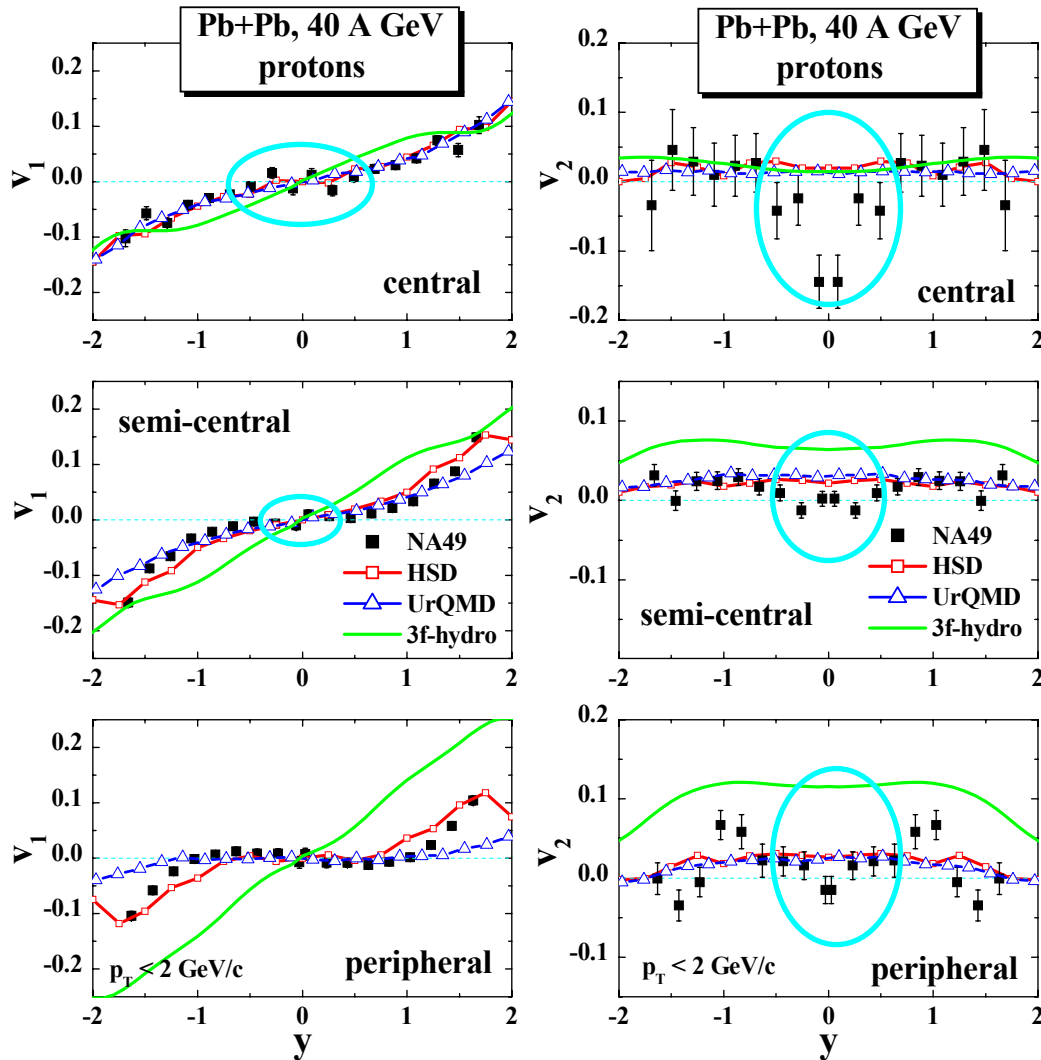 Pb+Pb, 40 A GeV
protons
0.2
0.1
0.0
-0.1
-0.2
v1
central
-2 -1 0 1 2
Pb+Pb, 40 A GeV
protons
0.2
0.1
0.0
-0.1
-0.2
v2
central
-2 -1 0 1 2
semi-central
0.2
0.1
0.0
-0.1
-0.2
v1
NA49
HSD
UrQMD
3f-hydro
-2 -1 0 1 2
0.1
0.0
-0.1
v2
NA49
HSD
UrQMD
3f-hydro
semi-central
-2 -1 0 1 2
0.2
0.1
0.0
-0.1
-0.2
v1
pT < 2 GeV/c
peripheral
-2 -1 0 1 2
y
0.2
0.1
0.0
-0.1
v2
pT < 2 GeV/c
peripheral
-2 -1 0 1 2
y